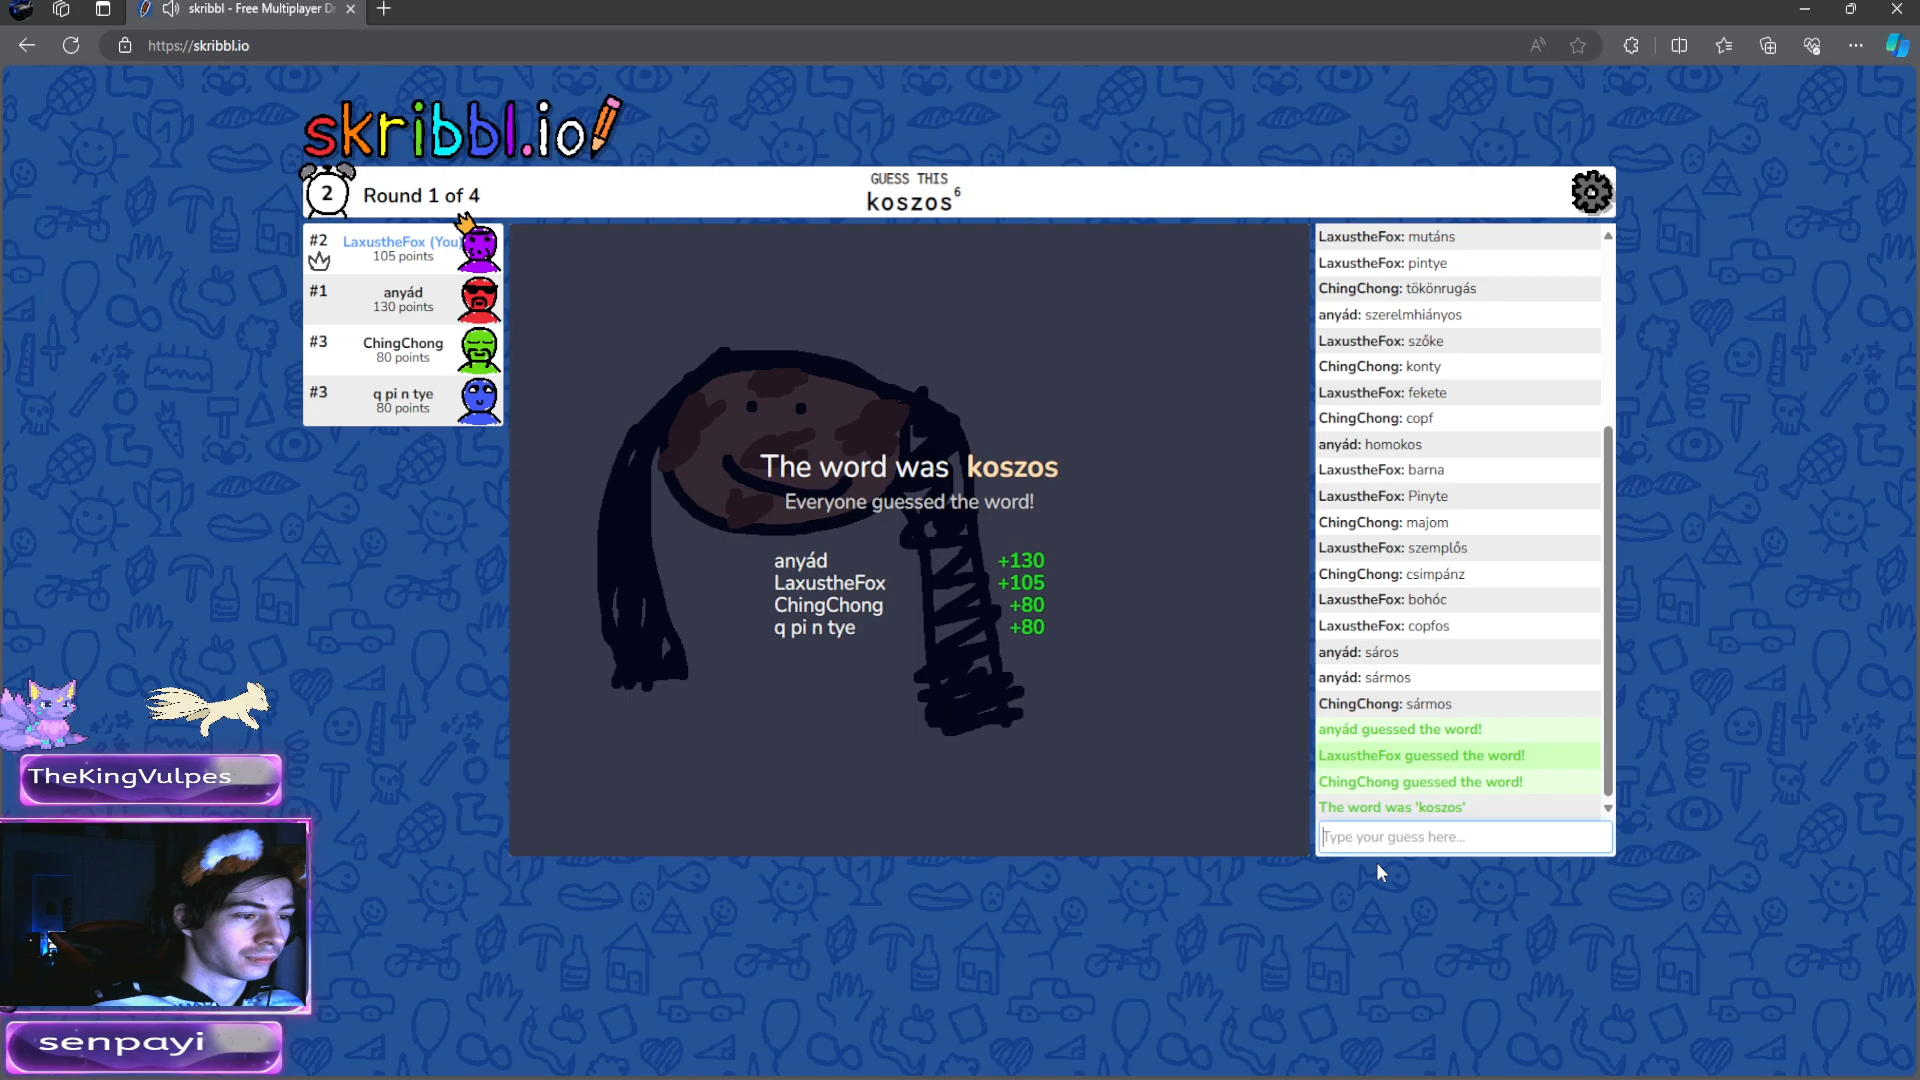 skribbl - Free Multiplayer D
https://skribbl.io
skribbl.io
2
Round 1 of 4
GUESS THIS
koszos 6
#2 LaxustheFox (You)
105 points
#1 anyád
130 points
#3 ChingChong
80 points
#3 q pi n tye
80 points
The word was koszos
Everyone guessed the word!
anyád +130
LaxustheFox +105
ChingChong +80
q pi n tye +80
LaxustheFox: mutáns
LaxustheFox: pintye
ChingChong: tökönrugás
anyád: szerelmhiányos
LaxustheFox: szőke
ChingChong: konty
LaxustheFox: fekete
ChingChong: copf
anyád: homokos
LaxustheFox: barna
LaxustheFox: Pinyte
ChingChong: majom
LaxustheFox: szemplős
ChingChong: csimpánz
LaxustheFox: bohóc
LaxustheFox: copfos
anyád: sáros
anyád: sármos
ChingChong: sármos
anyád guessed the word!
LaxustheFox guessed the word!
ChingChong guessed the word!
The word was 'koszos'
Type your guess here...
TheKingVulpes
senpayi